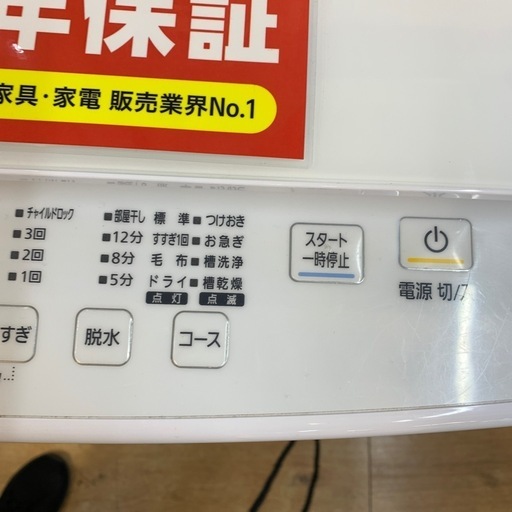 年保証
家具・家電 販売業界No.1
チャイルドロック
3回
2回
1回
部屋干し
12分
8分
5分
標準
すすぎ1回
毛布
ドライ
点灯
つけおき
お急ぎ
槽洗浄
槽乾燥
点滅
スタート
一時停止
電源 切/
すぎ
脱水
コース